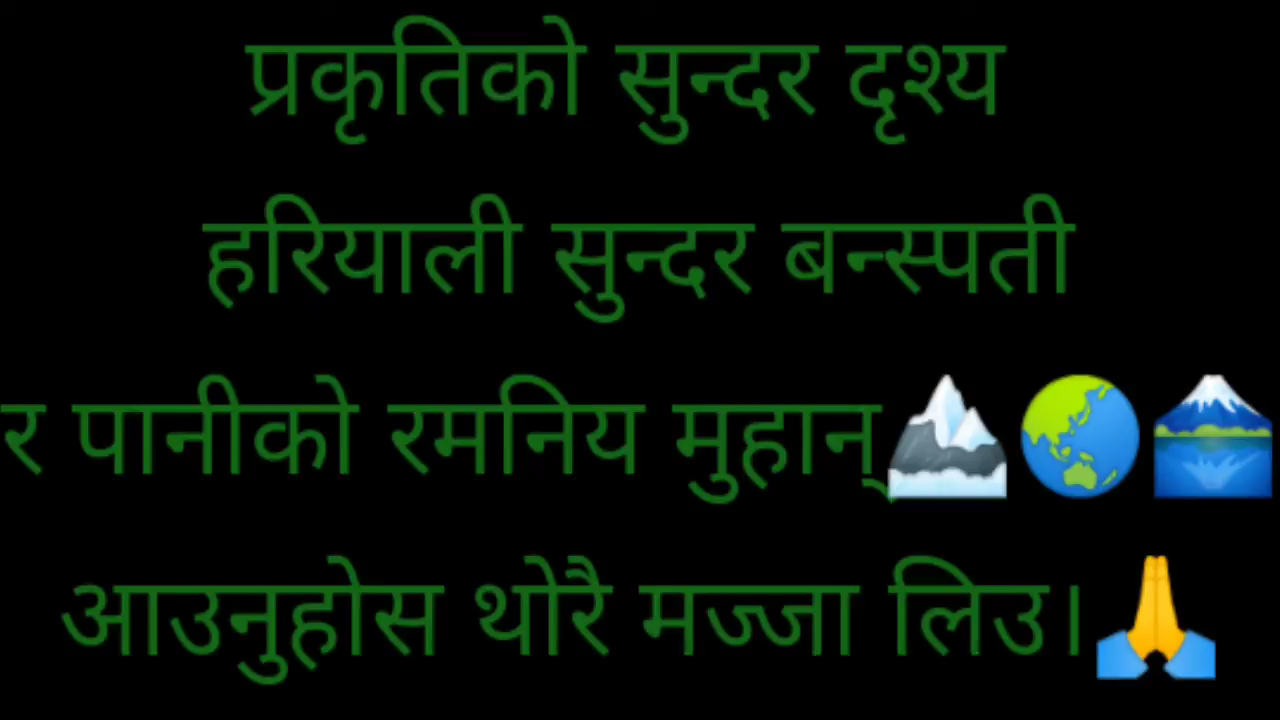 प्रकृतिको सुन्दर दृश्य
हरियाली सुन्दर बन्स्पती
र पानीको रमनिय मुहान्🏔️🌏🗻
आउनुहोस थोरै मज्जा लिउ।🙏